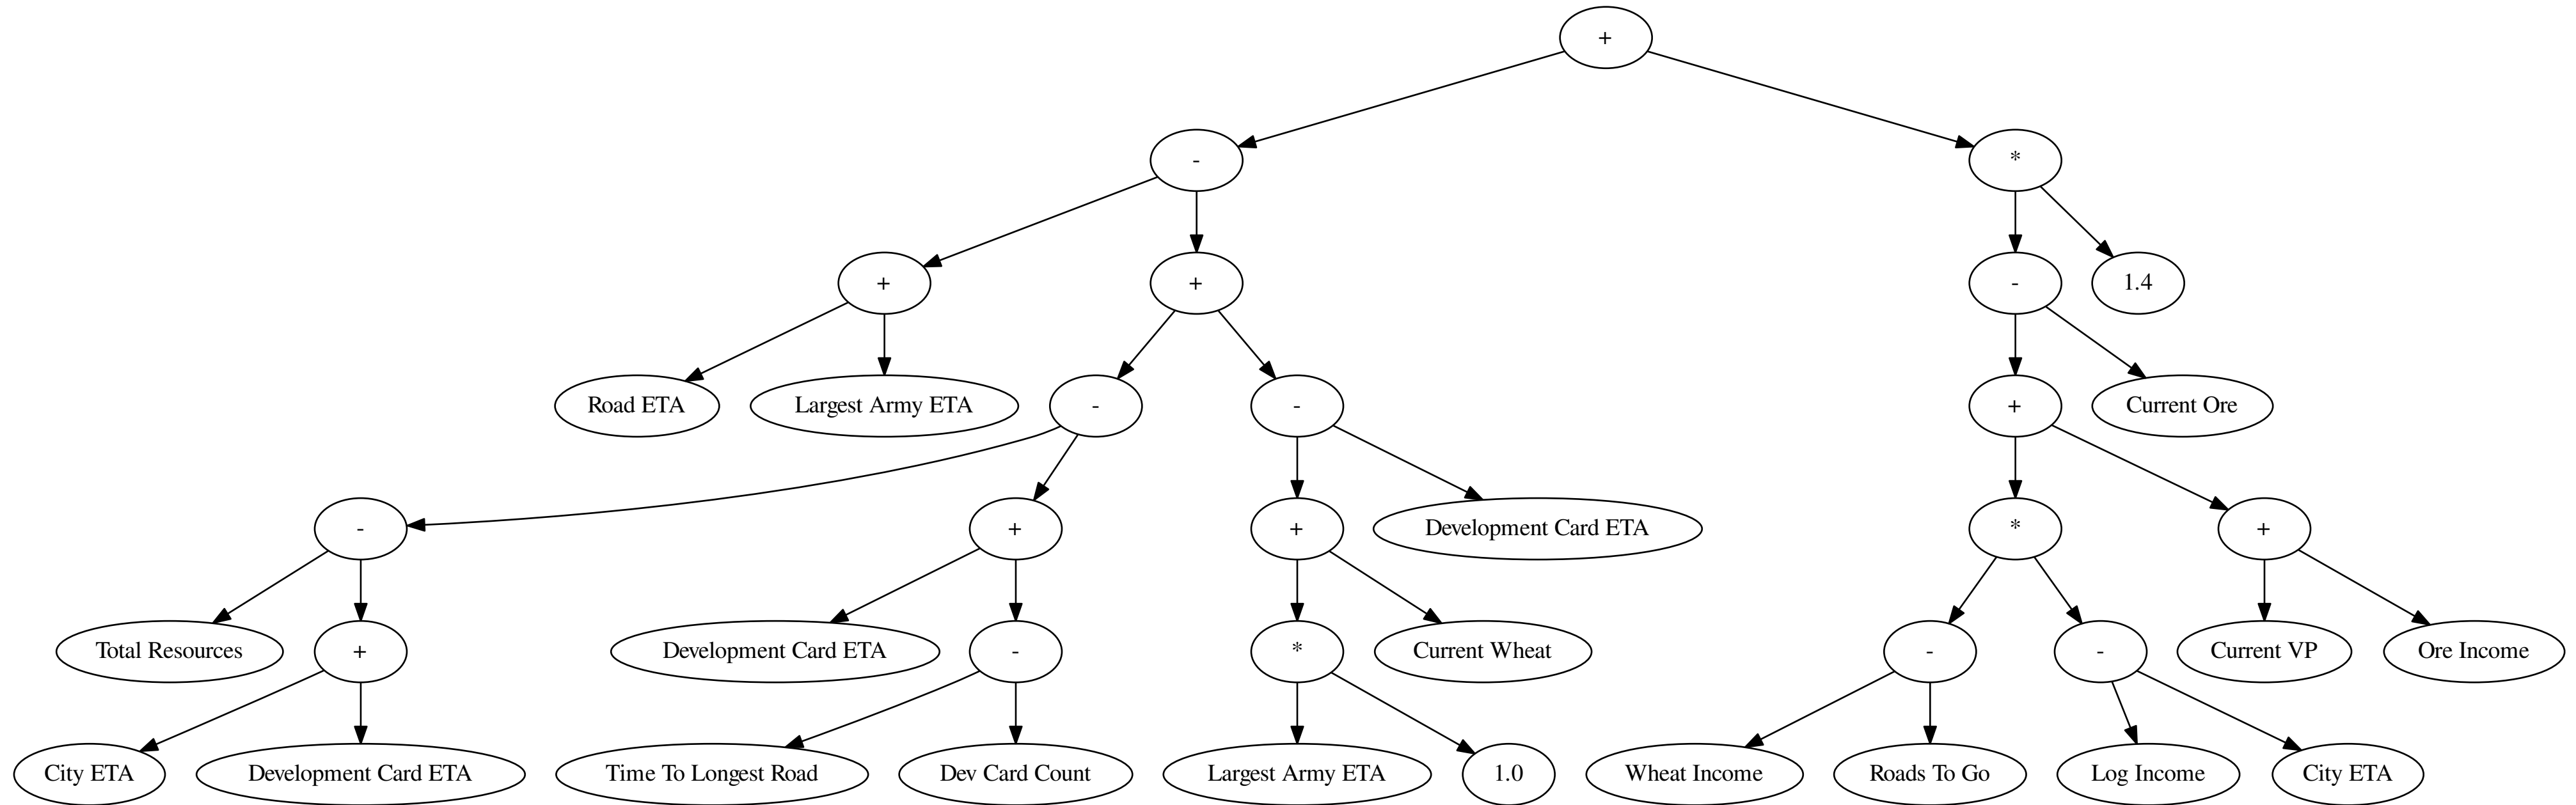 +
-
*
+
+
-
1.4
Road ETA
Largest Army ETA
-
-
+
Current Ore
-
+
+
Development Card ETA
*
+
Total Resources
+
Development Card ETA
-
*
Current Wheat
-
-
Current VP
Ore Income
City ETA
Development Card ETA
Time To Longest Road
Dev Card Count
Largest Army ETA
1.0
Wheat Income
Roads To Go
Log Income
City ETA